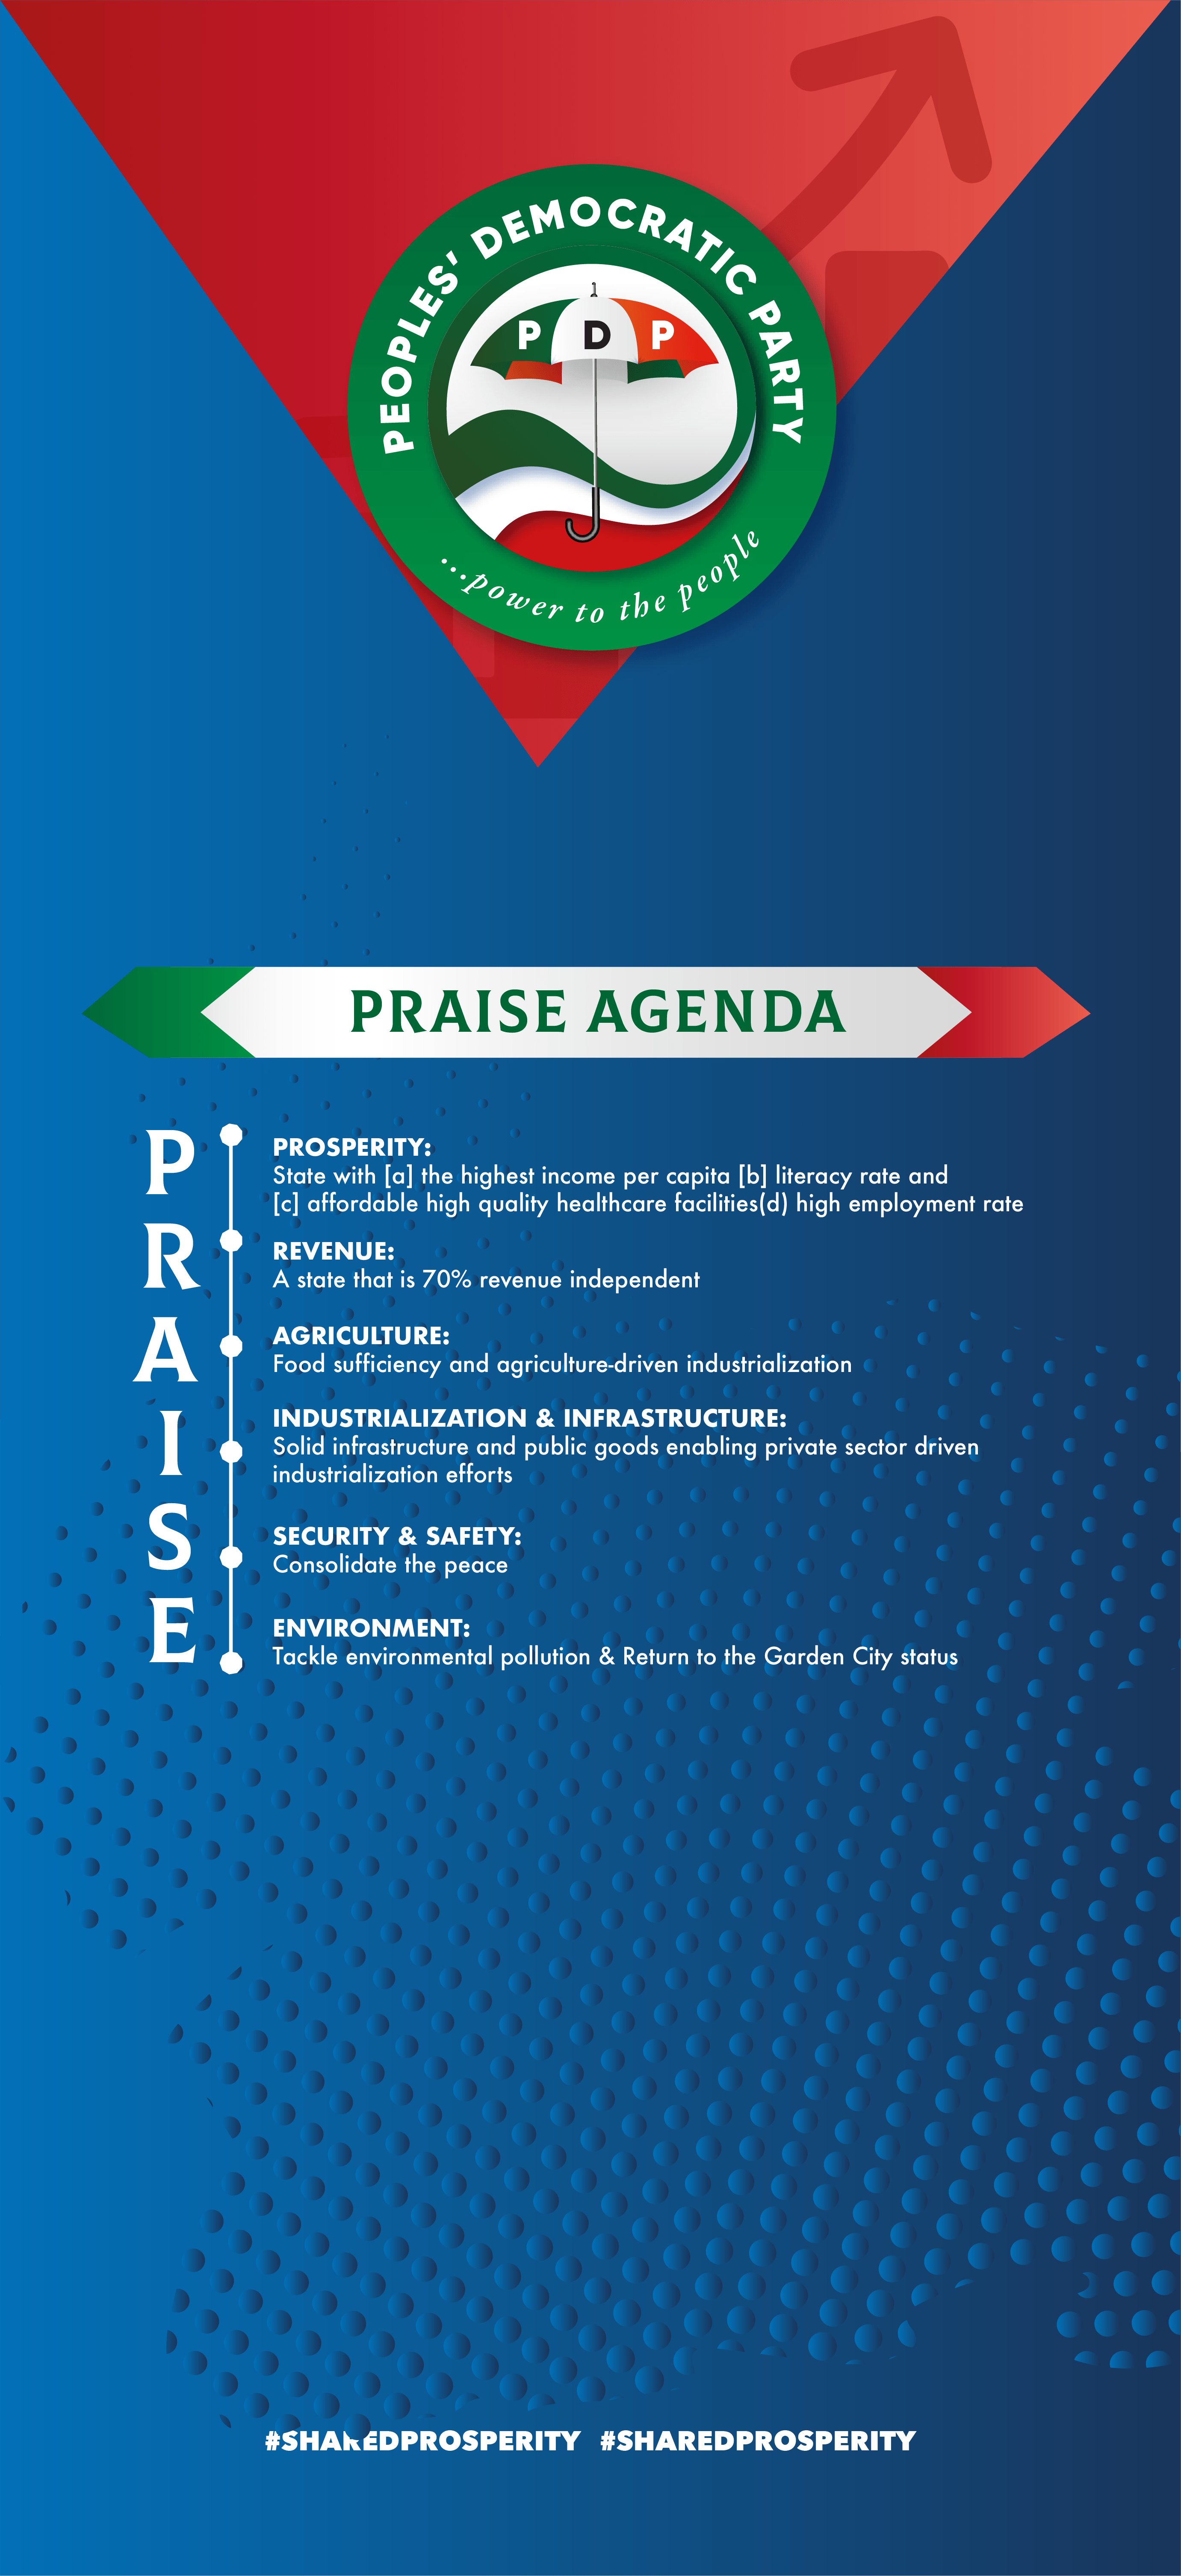 PEOPLES' DEMOCRATIC PARTY
P D P
...power to the people
PRAISE AGENDA
P
R
A
I
S
E
PROSPERITY:
State with [a] the highest income per capita [b] literacy rate and
[c] affordable high quality healthcare facilities(d) high employment rate
REVENUE:
A state that is 70% revenue independent
AGRICULTURE:
Food sufficiency and agriculture-driven industrialization
INDUSTRIALIZATION & INFRASTRUCTURE:
Solid infrastructure and public goods enabling private sector driven
industrialization efforts
SECURITY & SAFETY:
Consolidate the peace
ENVIRONMENT:
Tackle environmental pollution & Return to the Garden City status
#SHAREDPROSPERITY #SHAREDPROSPERITY